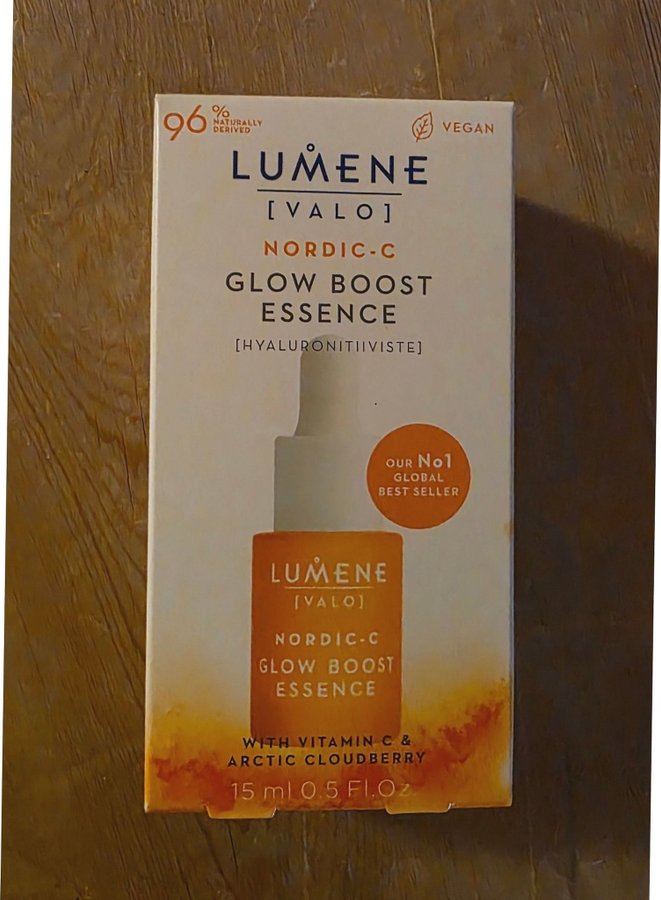 96%
NATURALLY
DERIVED
VEGAN
LUMENE
[VALO]
NORDIC-C
GLOW BOOST
ESSENCE
[HYALURONITIIVISTE]
OUR No1
GLOBAL
BEST SELLER
LUMENE
[VALO]
NORDIC-C
GLOW BOOST
ESSENCE
WITH VITAMIN C &
ARCTIC CLOUDBERRY
15 ml 0.5 Fl.Oz